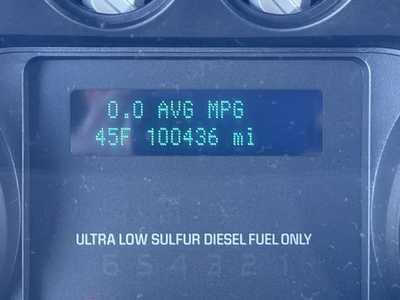 0.0 AVG MPG
45F 100436 mi
ULTRA LOW SULFUR DIESEL FUEL ONLY
6 5 4 3 2 1